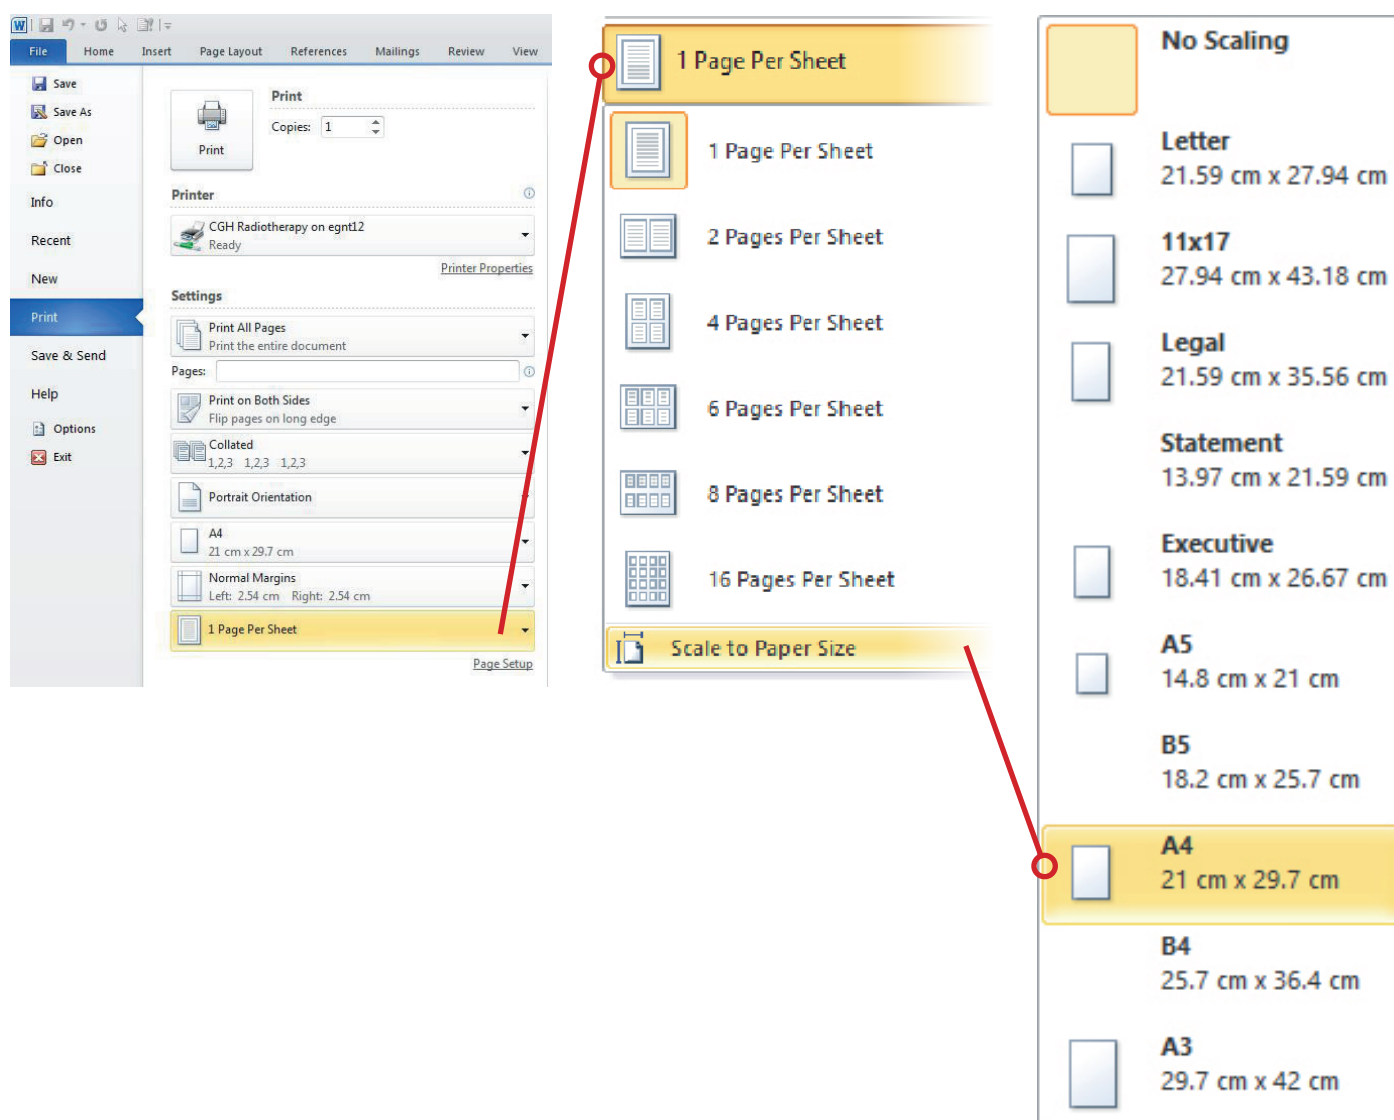 File Home Insert Page Layout References Mailings Review View
Save
Save As
Open
Close
Info
Recent
New
Print
Save & Send
Help
Options
Exit
Print
Print
Copies: 1
Printer
CGH Radiotherapy on egnt12
Ready
Printer Properties
Settings
Print All Pages
Print the entire document
Pages:
Print on Both Sides
Flip pages on long edge
Collated
1,2,3 1,2,3 1,2,3
Portrait Orientation
A4
21 cm x 29.7 cm
Normal Margins
Left: 2.54 cm Right: 2.54 cm
1 Page Per Sheet
Page Setup
1 Page Per Sheet
1 Page Per Sheet
2 Pages Per Sheet
4 Pages Per Sheet
6 Pages Per Sheet
8 Pages Per Sheet
16 Pages Per Sheet
Scale to Paper Size
No Scaling
Letter
21.59 cm x 27.94 cm
11x17
27.94 cm x 43.18 cm
Legal
21.59 cm x 35.56 cm
Statement
13.97 cm x 21.59 cm
Executive
18.41 cm x 26.67 cm
A5
14.8 cm x 21 cm
B5
18.2 cm x 25.7 cm
A4
21 cm x 29.7 cm
B4
25.7 cm x 36.4 cm
A3
29.7 cm x 42 cm